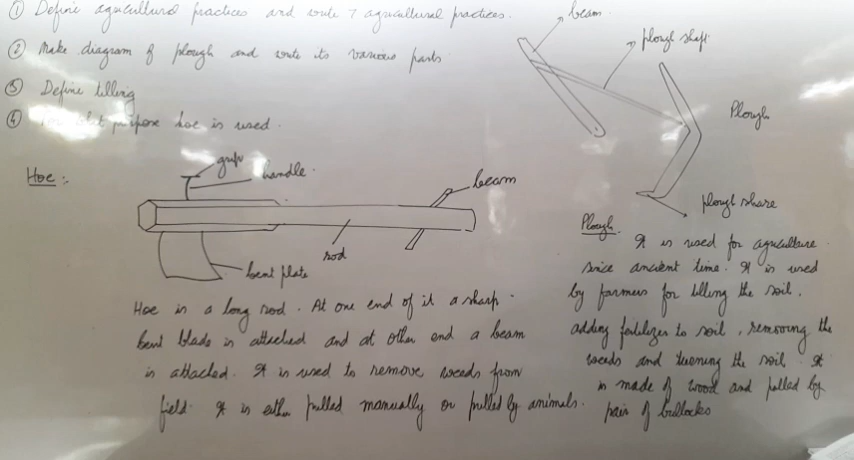 ① Define agricultural practices and write 7 agricultural practices.
② Make diagram of plough and write its various parts
③ Define tilling
④ purpose hoe is used.
beam
plough shaft
Plough
plough share
Hoe :-
grip
handle
beam
rod
bent plate
Hoe is a long rod. At one end of it a sharp
bent blade is attached and at other end a beam
is attached. It is used to remove weeds from
field. It is either pulled manually or pulled by animals.
Plough.
It is used for agriculture
since ancient time. It is used
by farmers for tilling the soil,
adding fertilizer to soil, removing the
weeds and turning the soil. It
is made of wood and pulled by
pair of bullocks